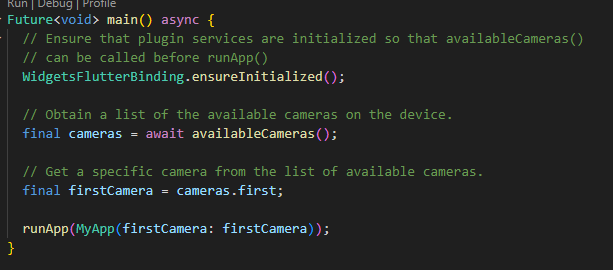 Run | Debug | Profile
Future<void> main() async {
// Ensure that plugin services are initialized so that availableCameras()
// can be called before runApp()
WidgetsFlutterBinding.ensureInitialized();
// Obtain a list of the available cameras on the device.
final cameras = await availableCameras();
// Get a specific camera from the list of available cameras.
final firstCamera = cameras.first;
runApp(MyApp(firstCamera: firstCamera));
}